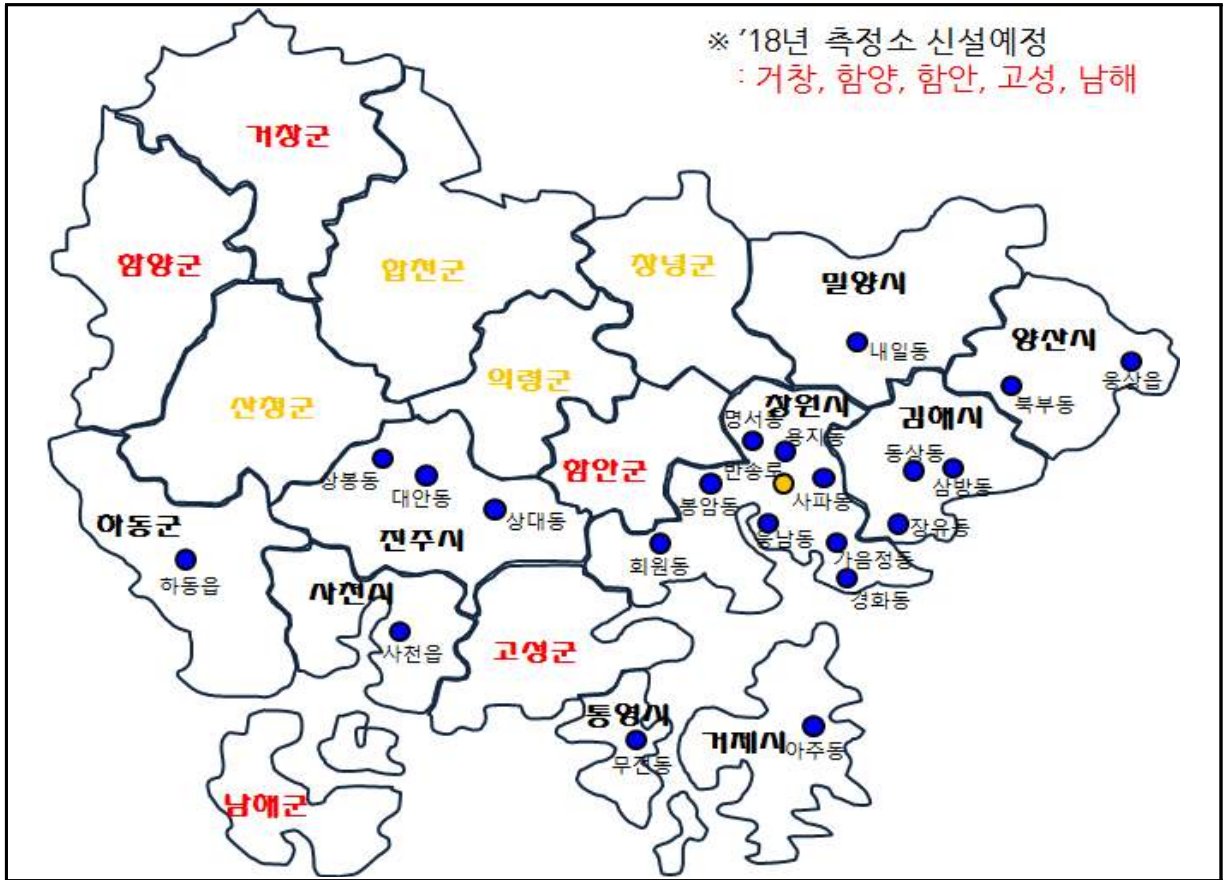 ※ ’18년 측정소 신설예정
: 거창, 함양, 함안, 고성, 남해
거창군
함양군
합천군
창녕군
밀양시
내일동
양산시
웅상읍
북부동
의령군
산청군
창원시
명서동
용지동
김해시
동상동
삼방동
장유동
함안군
반송로
봉암동
사파동
웅남동
가음정동
경화동
회원동
상봉동
대안동
상대동
진주시
하동군
하동읍
사천시
사천읍
고성군
통영시
무전동
거제시
아주동
남해군